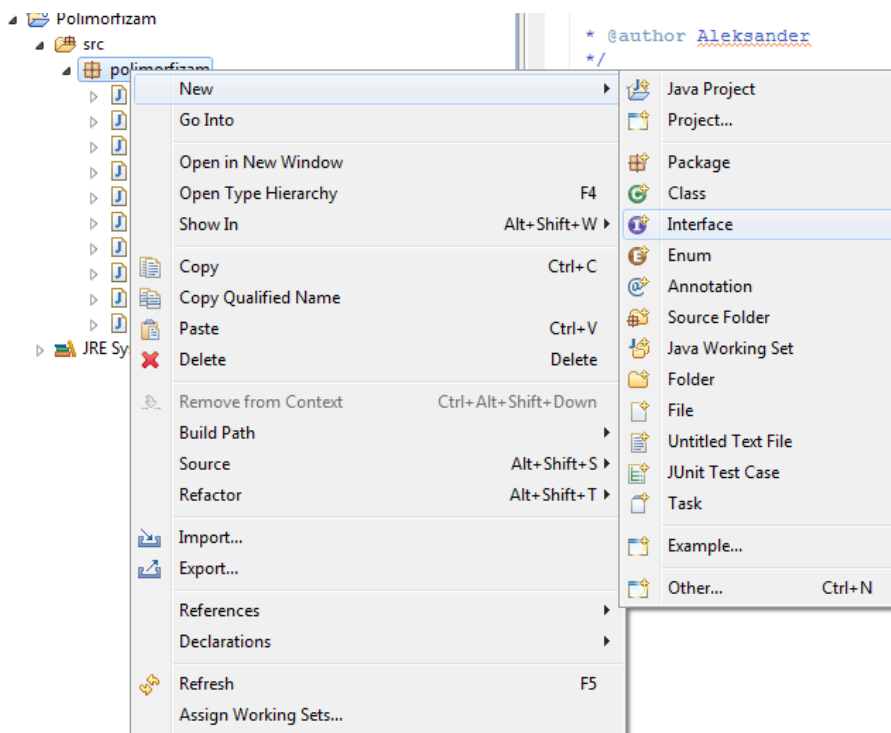 Polimorfizam
src
polimorfizam
JRE Sy
* @author Aleksander
*/
New
Go Into
Open in New Window
Open Type Hierarchy F4
Show In Alt+Shift+W
Copy Ctrl+C
Copy Qualified Name
Paste Ctrl+V
Delete Delete
Remove from Context Ctrl+Alt+Shift+Down
Build Path
Source Alt+Shift+S
Refactor Alt+Shift+T
Import...
Export...
References
Declarations
Refresh F5
Assign Working Sets...
Java Project
Project...
Package
Class
Interface
Enum
Annotation
Source Folder
Java Working Set
Folder
File
Untitled Text File
JUnit Test Case
Task
Example...
Other... Ctrl+N